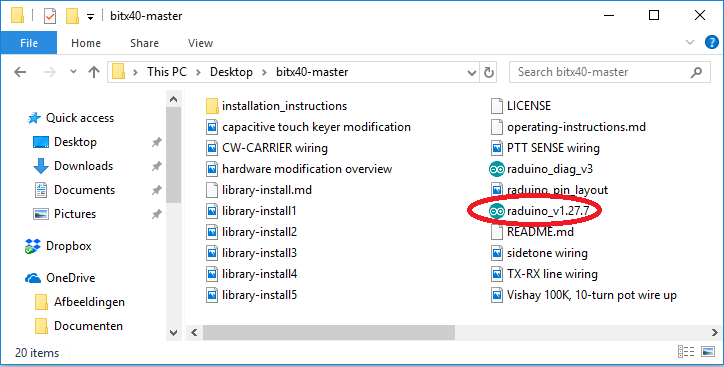 bitx40-master
File Home Share View
This PC Desktop bitx40-master
Search bitx40-master
Quick access
Desktop
Downloads
Documents
Pictures
Dropbox
OneDrive
Afbeeldingen
Documenten
installation_instructions
capacitive touch keyer modification
CW-CARRIER wiring
hardware modification overview
library-install.md
library-install1
library-install2
library-install3
library-install4
library-install5
LICENSE
operating-instructions.md
PTT SENSE wiring
raduino_diag_v3
raduino_pin_layout
raduino_v1.27.7
README.md
sidetone wiring
TX-RX line wiring
Vishay 100K, 10-turn pot wire up
20 items